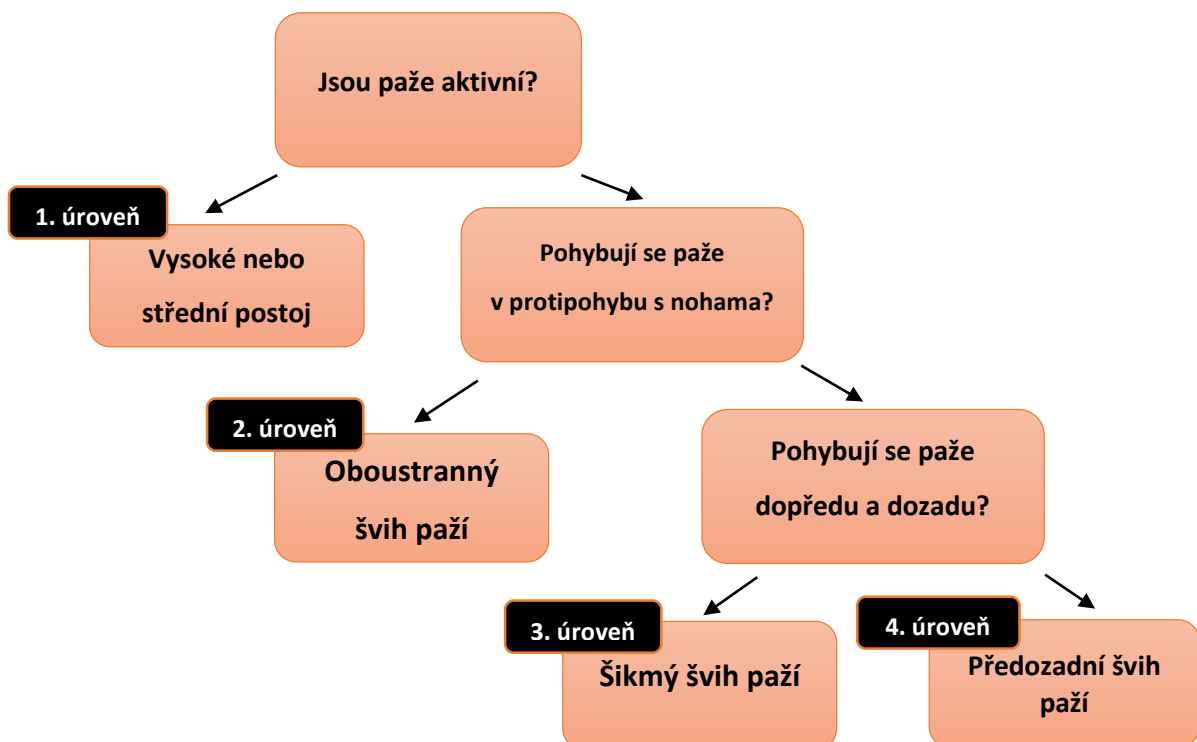 Jsou paže aktivní?
1. úroveň
Vysoké nebo
střední postoj
Pohybují se paže
v protipohybu s nohama?
2. úroveň
Oboustranný
švih paží
Pohybují se paže
dopředu a dozadu?
3. úroveň
Šikmý švih paží
4. úroveň
Předozadní švih
paží